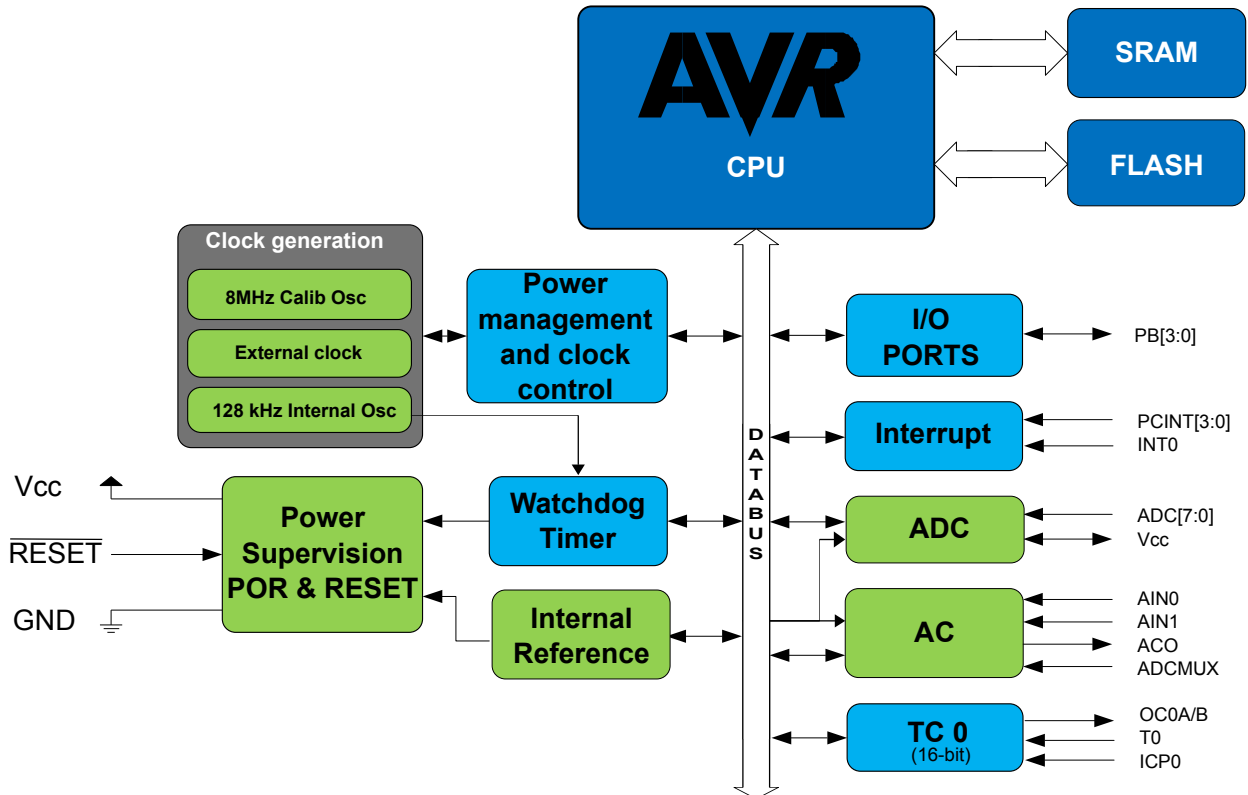 AVR
CPU
SRAM
FLASH
Clock generation
8MHz Calib Osc
External clock
128 kHz Internal Osc
Power
management
and clock
control
I/O
PORTS
PB[3:0]
Interrupt
PCINT[3:0]
INT0
DATABUS
Vcc
RESET
GND
Power
Supervision
POR & RESET
Watchdog
Timer
Internal
Reference
ADC
ADC[7:0]
Vcc
AC
AIN0
AIN1
ACO
ADCMUX
TC 0
(16-bit)
OC0A/B
T0
ICP0